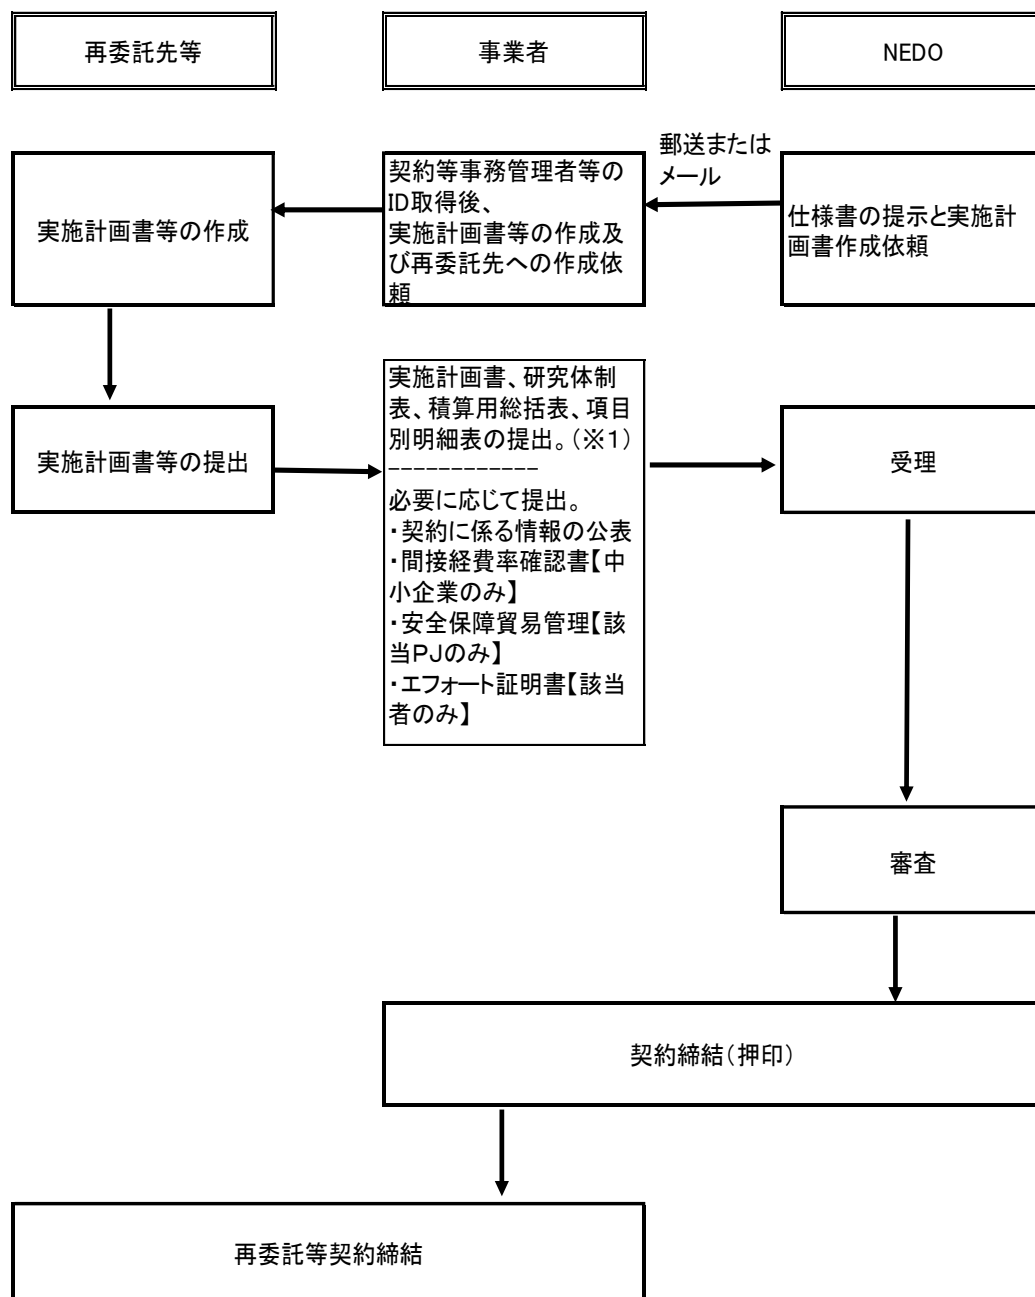 再委託先等
事業者
NEDO
郵送または
メール
実施計画書等の作成
契約等事務管理者等の
ID取得後、
実施計画書等の作成及
び再委託先への作成依
頼
仕様書の提示と実施計
画書作成依頼
実施計画書等の提出
実施計画書、研究体制
表、積算用総括表、項目
別明細表の提出。(※1)
------------
必要に応じて提出。
・契約に係る情報の公表
・間接経費率確認書【中
小企業のみ】
・安全保障貿易管理【該
当PJのみ】
・エフォート証明書【該当
者のみ】
受理
審査
契約締結(押印)
再委託等契約締結